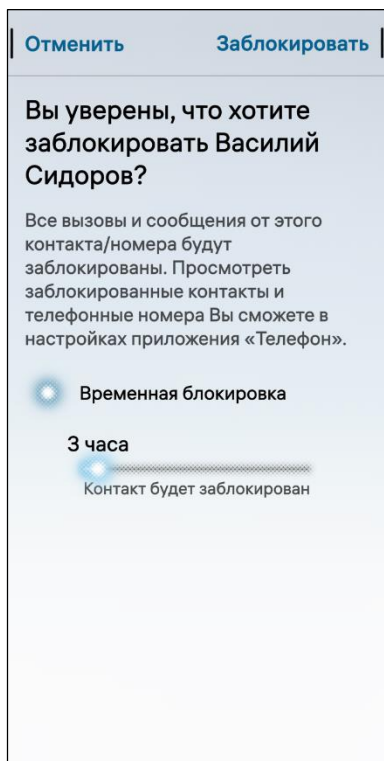 Отменить Заблокировать
Вы уверены, что хотите
заблокировать Василий
Сидоров?
Все вызовы и сообщения от этого
контакта/номера будут
заблокированы. Просмотреть
заблокированные контакты и
телефонные номера Вы сможете в
настройках приложения «Телефон».
Временная блокировка
3 часа
Контакт будет заблокирован